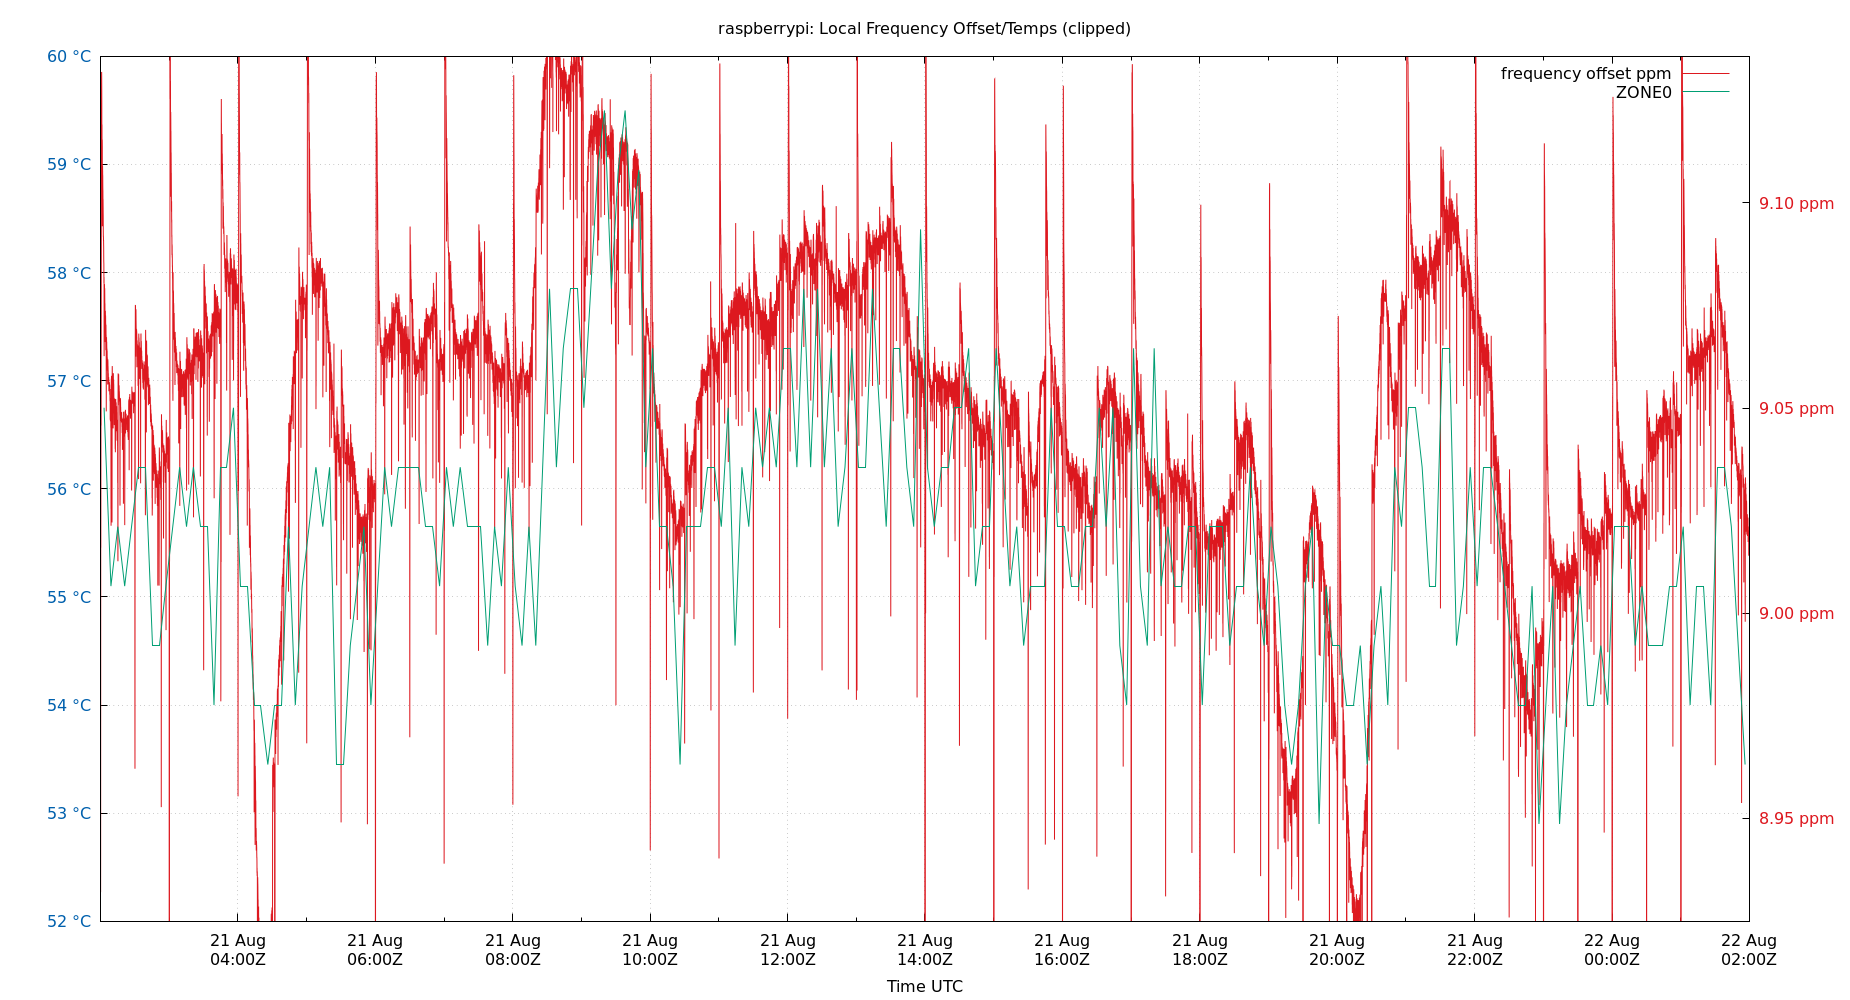 raspberrypi: Local Frequency Offset/Temps (clipped)
frequency offset ppm
ZONE0
60 °C
59 °C
58 °C
57 °C
56 °C
55 °C
54 °C
53 °C
52 °C
9.10 ppm
9.05 ppm
9.00 ppm
8.95 ppm
21 Aug
04:00Z
21 Aug
06:00Z
21 Aug
08:00Z
21 Aug
10:00Z
21 Aug
12:00Z
21 Aug
14:00Z
21 Aug
16:00Z
21 Aug
18:00Z
21 Aug
20:00Z
21 Aug
22:00Z
22 Aug
00:00Z
22 Aug
02:00Z
Time UTC